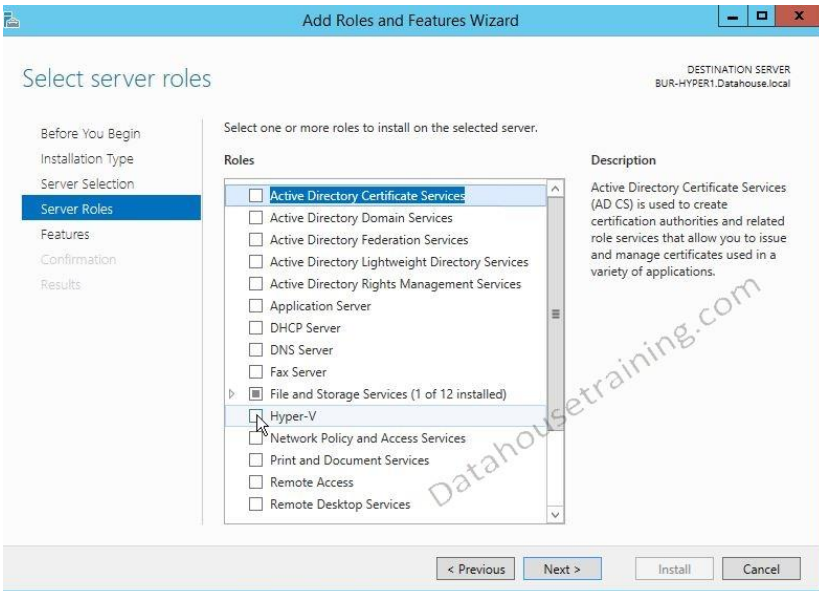 Add Roles and Features Wizard
Select server roles
DESTINATION SERVER
BUR-HYPER1.Datahouse.local
Before You Begin
Installation Type
Server Selection
Server Roles
Features
Confirmation
Results
Select one or more roles to install on the selected server.
Roles
Active Directory Certificate Services
Active Directory Domain Services
Active Directory Federation Services
Active Directory Lightweight Directory Services
Active Directory Rights Management Services
Application Server
DHCP Server
DNS Server
Fax Server
File and Storage Services (1 of 12 installed)
Hyper-V
Network Policy and Access Services
Print and Document Services
Remote Access
Remote Desktop Services
Description
Active Directory Certificate Services
(AD CS) is used to create
certification authorities and related
role services that allow you to issue
and manage certificates used in a
variety of applications.
Datahousetraining.com
< Previous
Next >
Install
Cancel